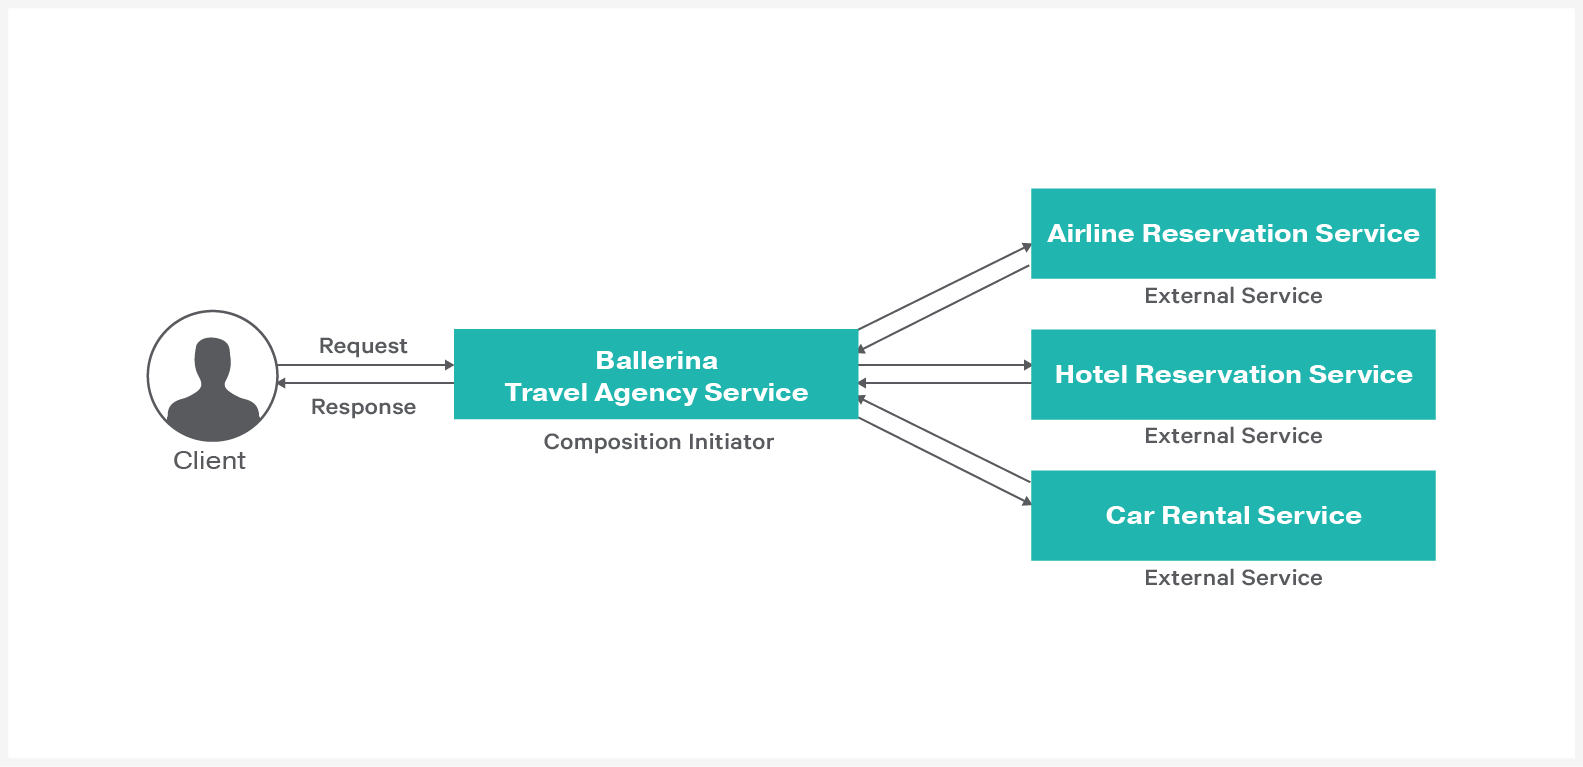 Client
Request
Response
Ballerina
Travel Agency Service
Composition Initiator
Airline Reservation Service
External Service
Hotel Reservation Service
External Service
Car Rental Service
External Service